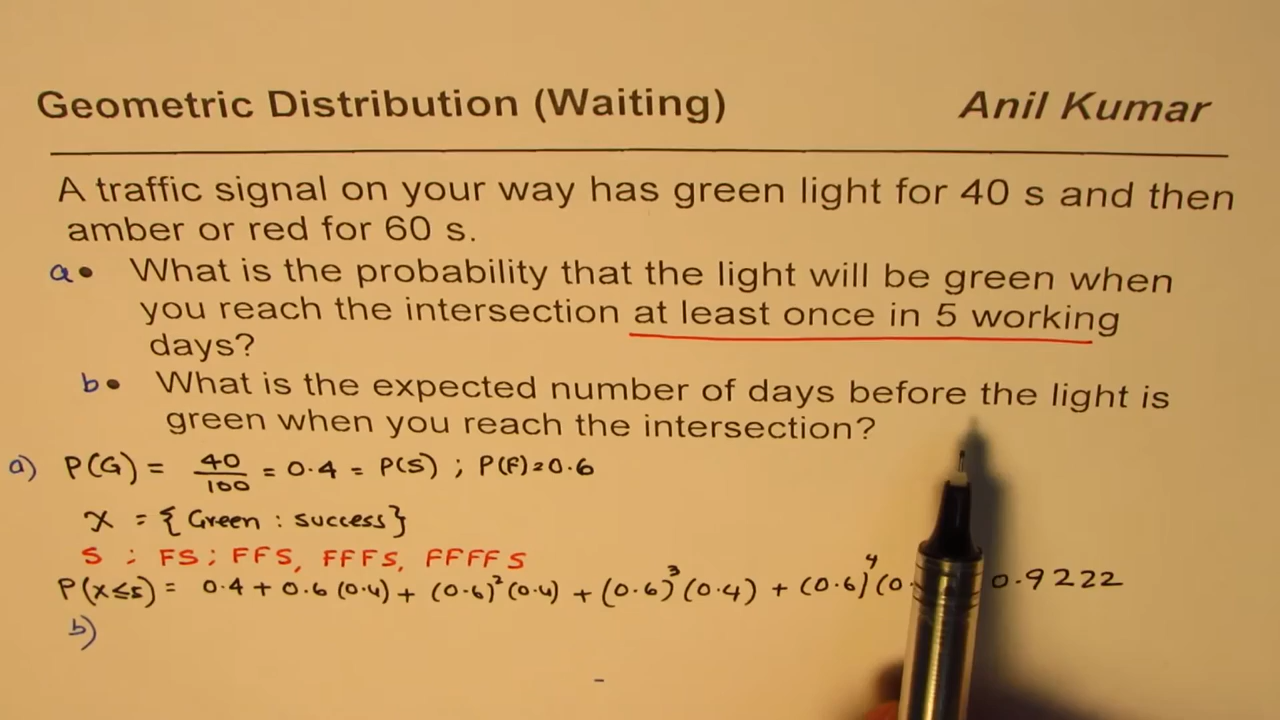 Geometric Distribution (Waiting) Anil Kumar
A traffic signal on your way has green light for 40 s and then
amber or red for 60 s.
a • What is the probability that the light will be green when
you reach the intersection at least once in 5 working
days?
b • What is the expected number of days before the light is
green when you reach the intersection?
a) P(G) = 40/100 = 0.4 = P(S) ; P(F) = 0.6
X = { Green : success }
S ; FS ; FFS, FFFS, FFFFS
P(x≤5) = 0.4 + 0.6 (0.4) + (0.6)² (0.4) + (0.6)³ (0.4) + (0.6)⁴ (0. 0.9222
b)